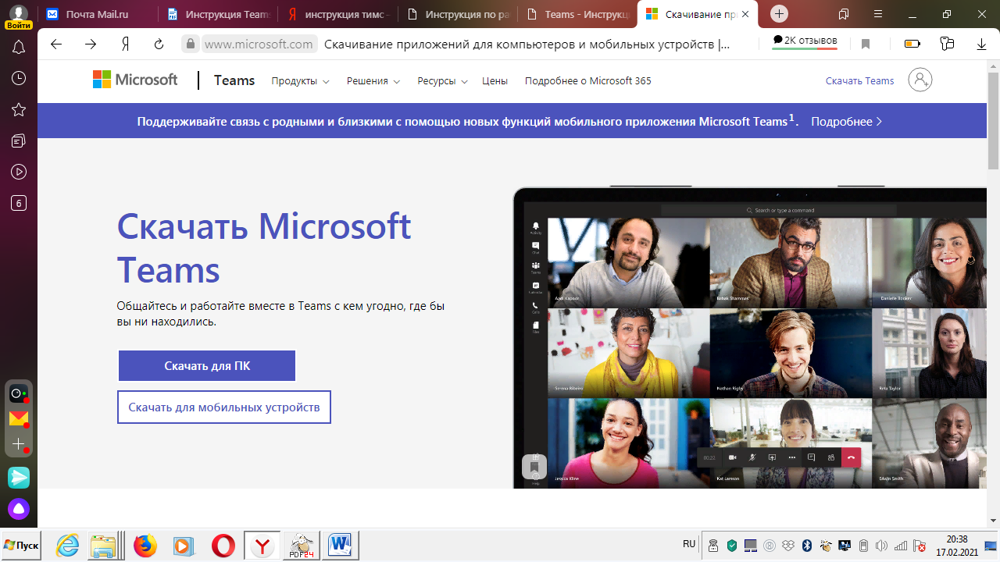 Войти
Почта Mail.ru
Инструкция Team
инструкция тимс -
Инструкция по ра
Teams - Инструкц
Скачивание пр
www.microsoft.com
Скачивание приложений для компьютеров и мобильных устройств |...
2K отзывов
6
Microsoft
Teams
Продукты
Решения
Ресурсы
Цены
Подробнее о Microsoft 365
Скачать Teams
Поддерживайте связь с родными и близкими с помощью новых функций мобильного приложения Microsoft Teams¹.
Подробнее
Скачать Microsoft
Teams
Общайтесь и работайте вместе в Teams с кем угодно, где бы
вы ни находились.
Скачать для ПК
Скачать для мобильных устройств
Search or type a command
Activity
Chat
Teams
Calendar
Calls
Files
Help
Aadi Kapoor
Babak Shammas
Danielle Booker
Serena Ribeiro
Nathan Rigby
Reta Taylor
Jessica Kline
Kat Larsson
Edwin Smith
00:22
Пуск
PDF24
RU
20:38
17.02.2021